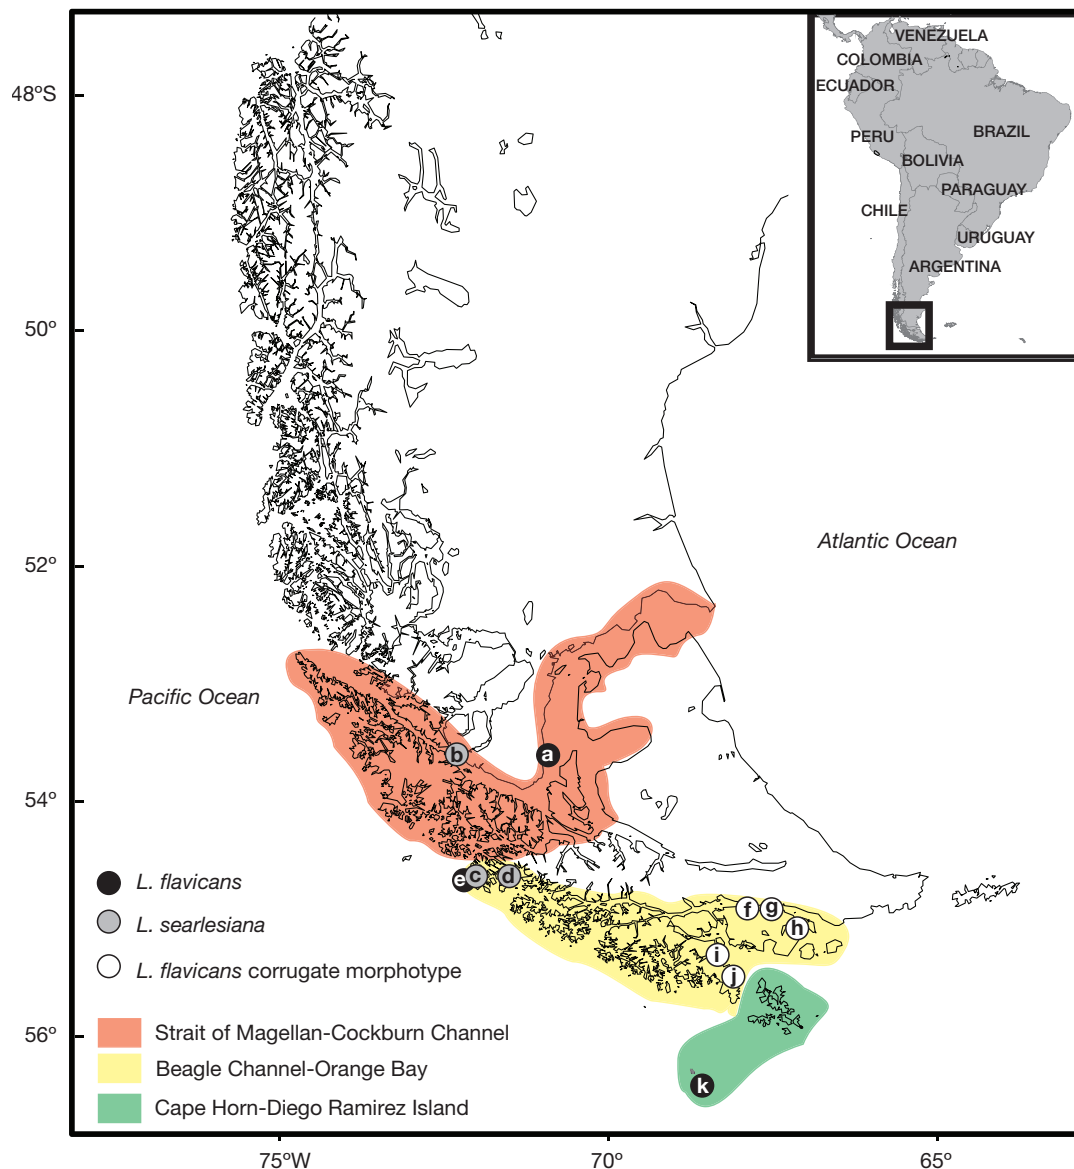 VENEZUELA
COLOMBIA
ECUADOR
PERU
BRAZIL
BOLIVIA
PARAGUAY
CHILE
URUGUAY
ARGENTINA
48°S
50°
52°
54°
56°
Atlantic Ocean
Pacific Ocean
a
b
e
c
d
f
g
h
i
j
k
L. flavicans
L. searlesiana
L. flavicans corrugate morphotype
Strait of Magellan-Cockburn Channel
Beagle Channel-Orange Bay
Cape Horn-Diego Ramirez Island
75°W
70°
65°